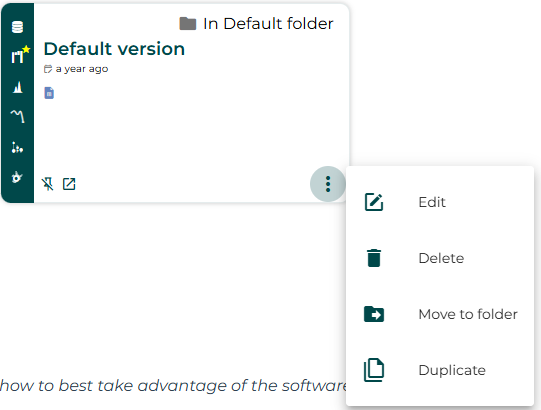 In Default folder
Default version
a year ago
Edit
Delete
Move to folder
Duplicate
how to best take advantage of the software